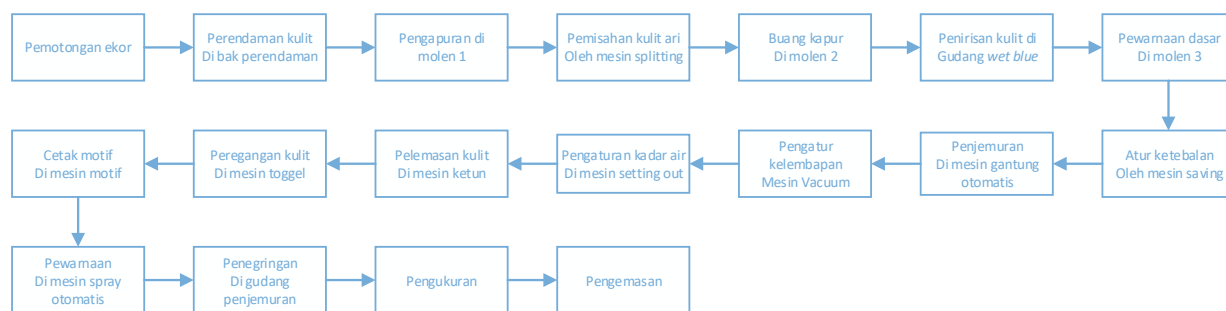 Pemotongan ekor
Perendaman kulit
Di bak perendaman
Pengapuran di
molen 1
Pemisahan kulit ari
Oleh mesin splitting
Buang kapur
Di molen 2
Penirisan kulit di
Gudang wet blue
Pewarnaan dasar
Di molen 3
Atur ketebalan
Oleh mesin saving
Penjemuran
Di mesin gantung
otomatis
Pengatur
kelembapan
Mesin Vacuum
Pengaturan kadar air
Di mesin setting out
Pelemasan kulit
Di mesin ketun
Peregangan kulit
Di mesin toggel
Cetak motif
Di mesin motif
Pewarnaan
Di mesin spray
otomatis
Penegringan
Di gudang
penjemuran
Pengukuran
Pengemasan